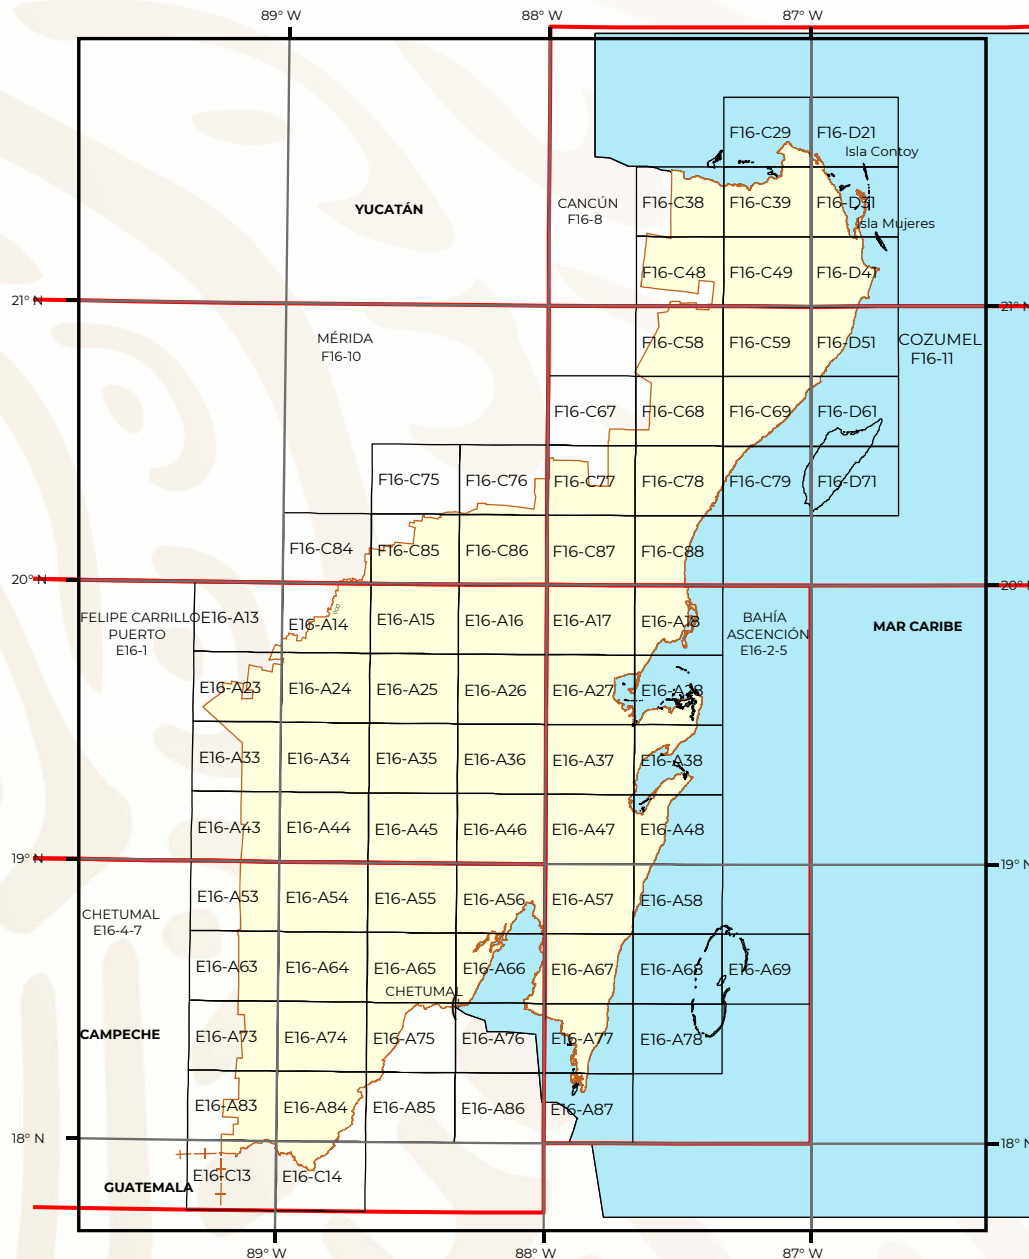 89° W
88° W
87° W
F16-C29
F16-D21
Isla Contoy
YUCATÁN
CANCÚN
F16-8
F16-C38
F16-C39
F16-D31
Isla Mujeres
F16-C48
F16-C49
F16-D41
21° N
21° N
MÉRIDA
F16-10
F16-C58
F16-C59
F16-D51
COZUMEL
F16-11
F16-C67
F16-C68
F16-C69
F16-D61
F16-C75
F16-C76
F16-C77
F16-C78
F16-C79
F16-D71
F16-C84
F16-C85
F16-C86
F16-C87
F16-C88
20° N
20° N
FELIPE CARRILLO
PUERTO
E16-1
E16-A13
E16-A14
E16-A15
E16-A16
E16-A17
E16-A18
BAHÍA
ASCENCIÓN
E16-2-5
MAR CARIBE
E16-A23
E16-A24
E16-A25
E16-A26
E16-A27
E16-A28
E16-A33
E16-A34
E16-A35
E16-A36
E16-A37
E16-A38
E16-A43
E16-A44
E16-A45
E16-A46
E16-A47
E16-A48
19° N
19° N
CHETUMAL
E16-4-7
E16-A53
E16-A54
E16-A55
E16-A56
E16-A57
E16-A58
E16-A63
E16-A64
E16-A65
E16-A66
E16-A67
E16-A68
E16-A69
CHETUMAL
CAMPECHE
E16-A73
E16-A74
E16-A75
E16-A76
E16-A77
E16-A78
E16-A83
E16-A84
E16-A85
E16-A86
E16-A87
18° N
18° N
E16-C13
E16-C14
GUATEMALA
89° W
88° W
87° W